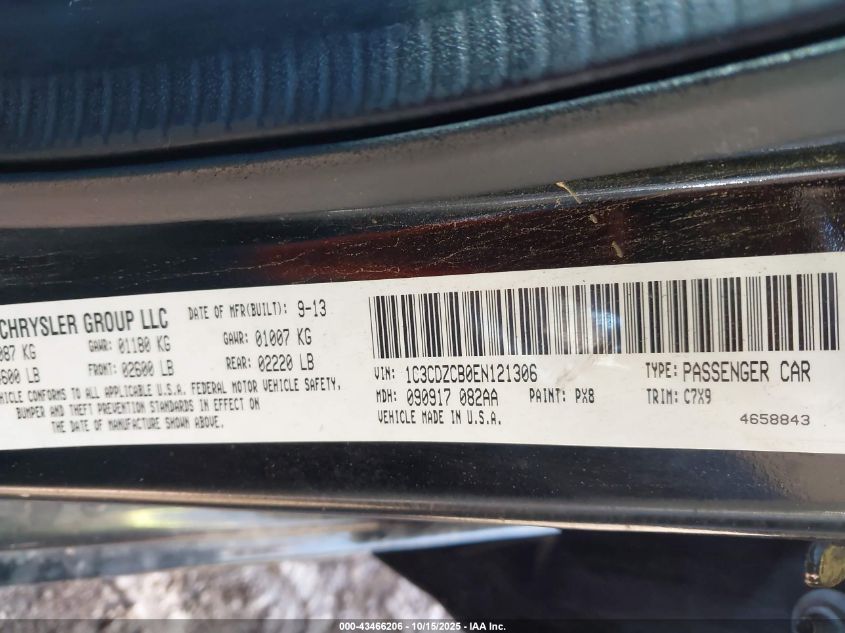 CHRYSLER GROUP LLC DATE OF MFR(BUILT): 9-13
087 KG GAWR: 01180 KG GAWR: 01007 KG
600 LB FRONT: 02600 LB REAR: 02220 LB
VEHICLE CONFORMS TO ALL APPLICABLE U.S.A. FEDERAL MOTOR VEHICLE SAFETY,
BUMPER AND THEFT PREVENTION STANDARDS IN EFFECT ON
THE DATE OF MANUFACTURE SHOWN ABOVE.
VIN: 1C3CDZCB0EN121306 TYPE: PASSENGER CAR
MDH: 090917 082AA PAINT: PX8 TRIM: C7X9
VEHICLE MADE IN U.S.A.
4658843
000-43466206 - 10/15/2025 - IAA Inc.